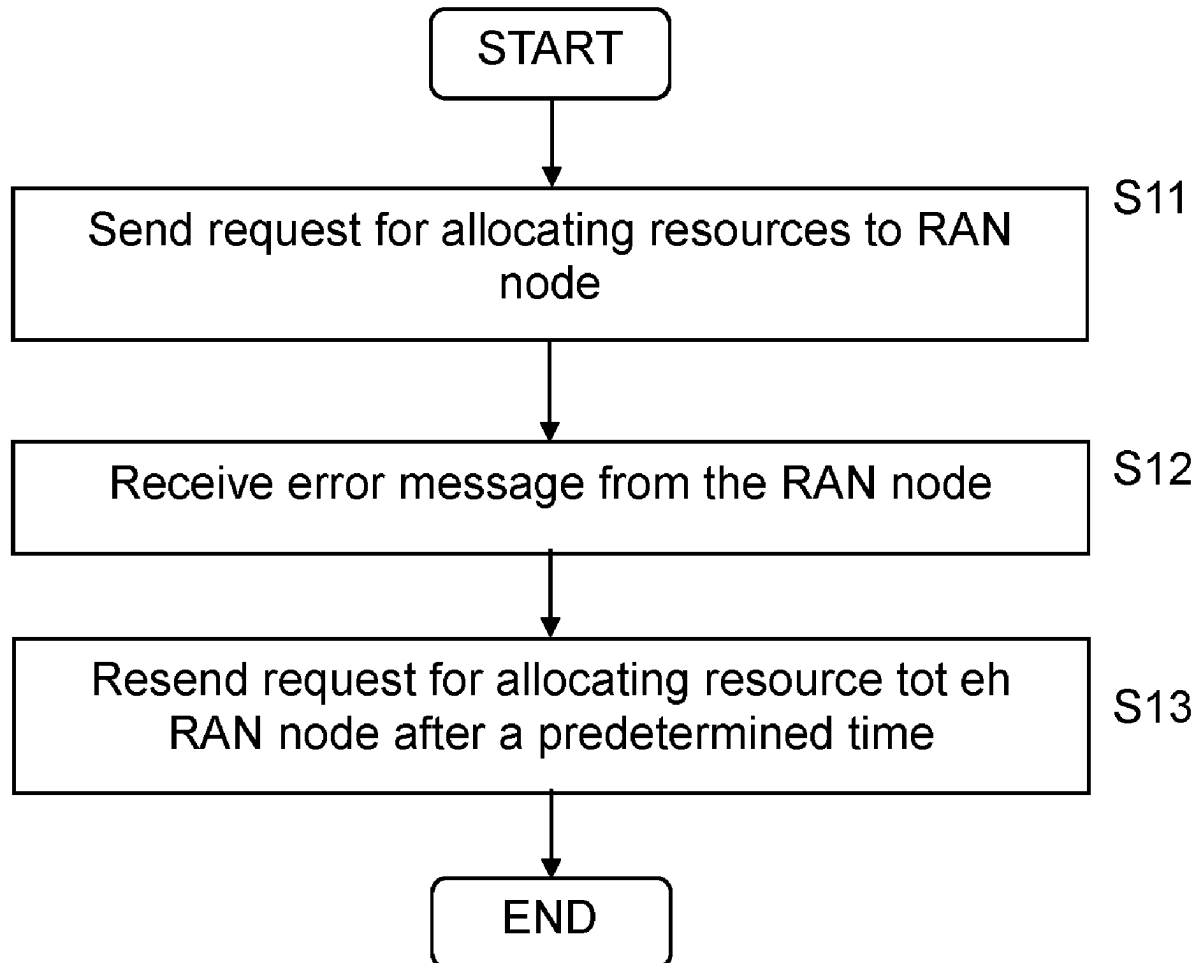 START
S11
Send request for allocating resources to RAN
node
S12
Receive error message from the RAN node
Resend request for allocating resource tot eh
S13
RAN node after a predetermined time
END